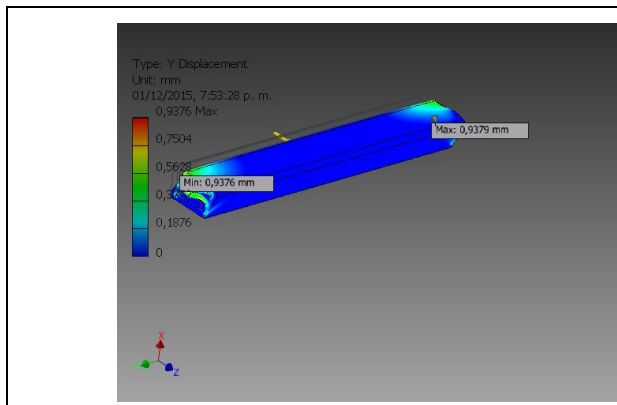 Type: Y Displacement
Unit: mm
01/12/2015, 7:53:28 p. m.
0,9376 Max
0,7504
Max: 0,9379 mm
Min: 0,9376 mm
0,1876
0
X
Z